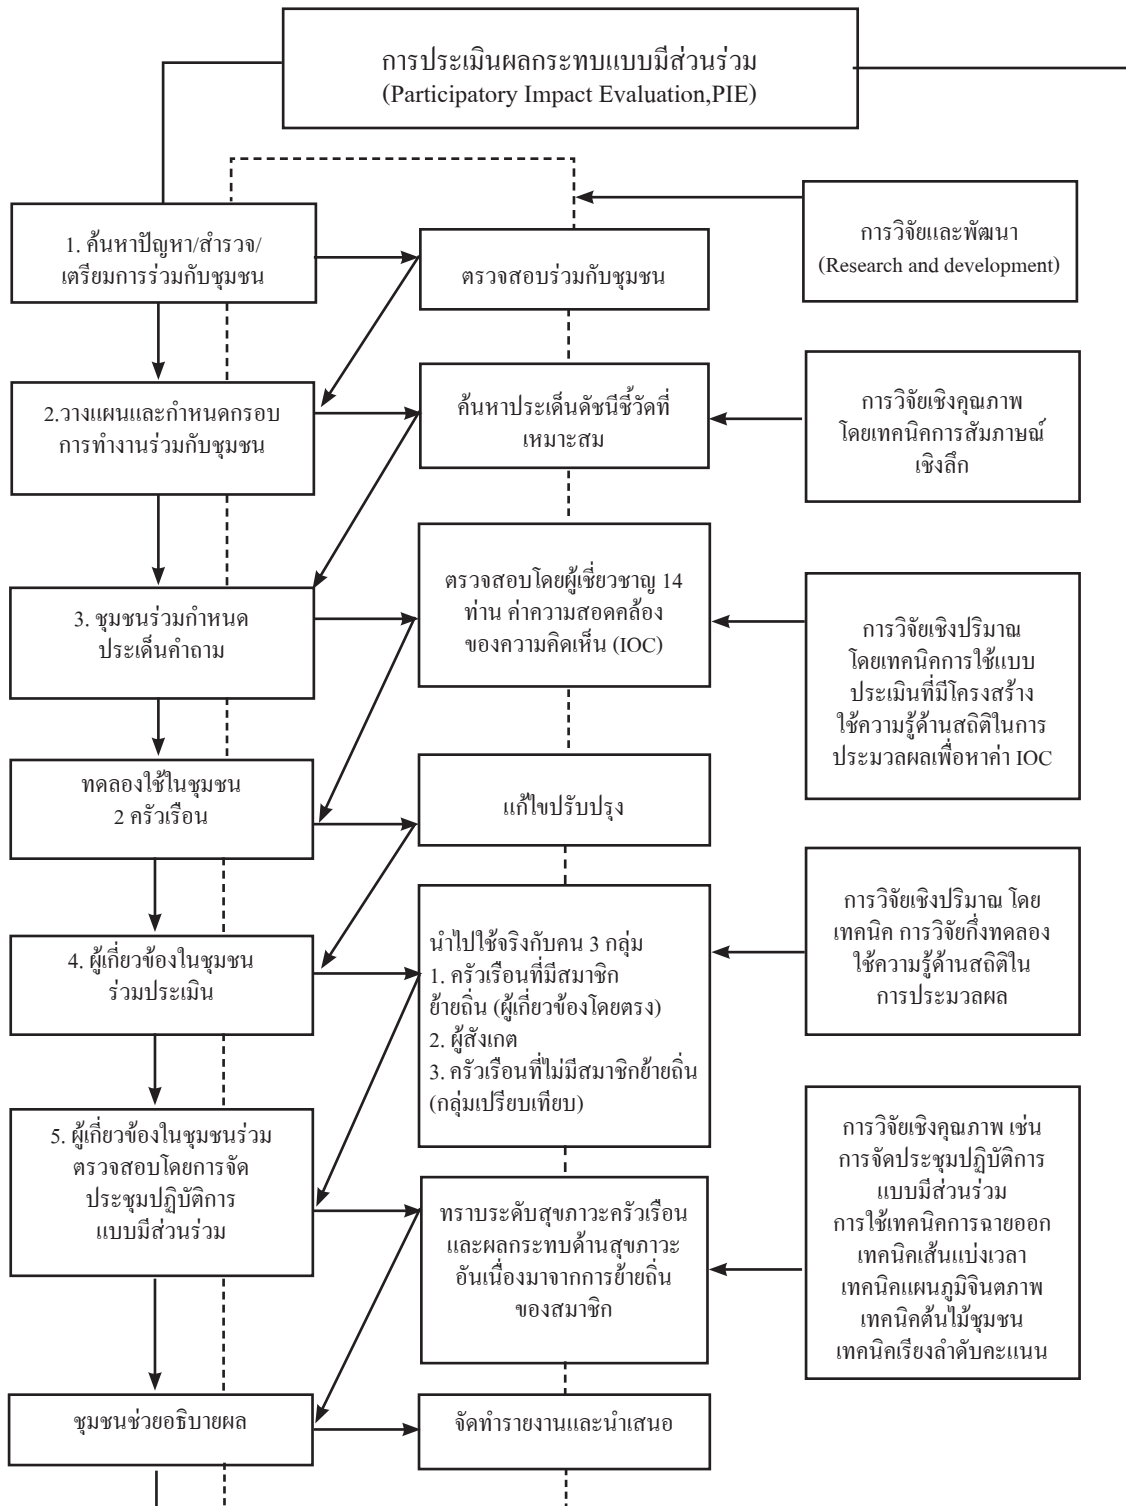 การประเมินผลกระทบแบบมีส่วนร่วม
(Participatory Impact Evaluation,PIE)
1. ค้นหาปัญหา/สำรวจ/
เตรียมการร่วมกับชุมชน
ตรวจสอบร่วมกับชุมชน
การวิจัยและพัฒนา
(Research and development)
2.วางแผนและกำหนดกรอบ
การทำงานร่วมกับชุมชน
ค้นหาประเด็นดัชนีชี้วัดที่
เหมาะสม
การวิจัยเชิงคุณภาพ
โดยเทคนิคการสัมภาษณ์
เชิงลึก
3. ชุมชนร่วมกำหนด
ประเด็นคำถาม
ตรวจสอบโดยผู้เชี่ยวชาญ 14
ท่าน ค่าความสอดคล้อง
ของความคิดเห็น (IOC)
การวิจัยเชิงปริมาณ
โดยเทคนิคการใช้แบบ
ประเมินที่มีโครงสร้าง
ใช้ความรู้ด้านสถิติในการ
ประมวลผลเพื่อหาค่า IOC
ทดลองใช้ในชุมชน
2 ครัวเรือน
แก้ไขปรับปรุง
4. ผู้เกี่ยวข้องในชุมชน
ร่วมประเมิน
นำไปใช้จริงกับคน 3 กลุ่ม
1. ครัวเรือนที่มีสมาชิก
ย้ายถิ่น (ผู้เกี่ยวข้องโดยตรง)
2. ผู้สังเกต
3. ครัวเรือนที่ไม่มีสมาชิกย้ายถิ่น
(กลุ่มเปรียบเทียบ)
การวิจัยเชิงปริมาณ โดย
เทคนิค การวิจัยกึ่งทดลอง
ใช้ความรู้ด้านสถิติใน
การประมวลผล
5. ผู้เกี่ยวข้องในชุมชนร่วม
ตรวจสอบโดยการจัด
ประชุมปฏิบัติการ
แบบมีส่วนร่วม
ทราบระดับสุขภาวะครัวเรือน
และผลกระทบด้านสุขภาวะ
อันเนื่องมาจากการย้ายถิ่น
ของสมาชิก
การวิจัยเชิงคุณภาพ เช่น
การจัดประชุมปฏิบัติการ
แบบมีส่วนร่วม
การใช้เทคนิคการฉายออก
เทคนิคเส้นแบ่งเวลา
เทคนิคแผนภูมิจินตภาพ
เทคนิคต้นไม้ชุมชน
เทคนิคเรียงลำดับคะแนน
ชุมชนช่วยอธิบายผล
จัดทำรายงานและนำเสนอ